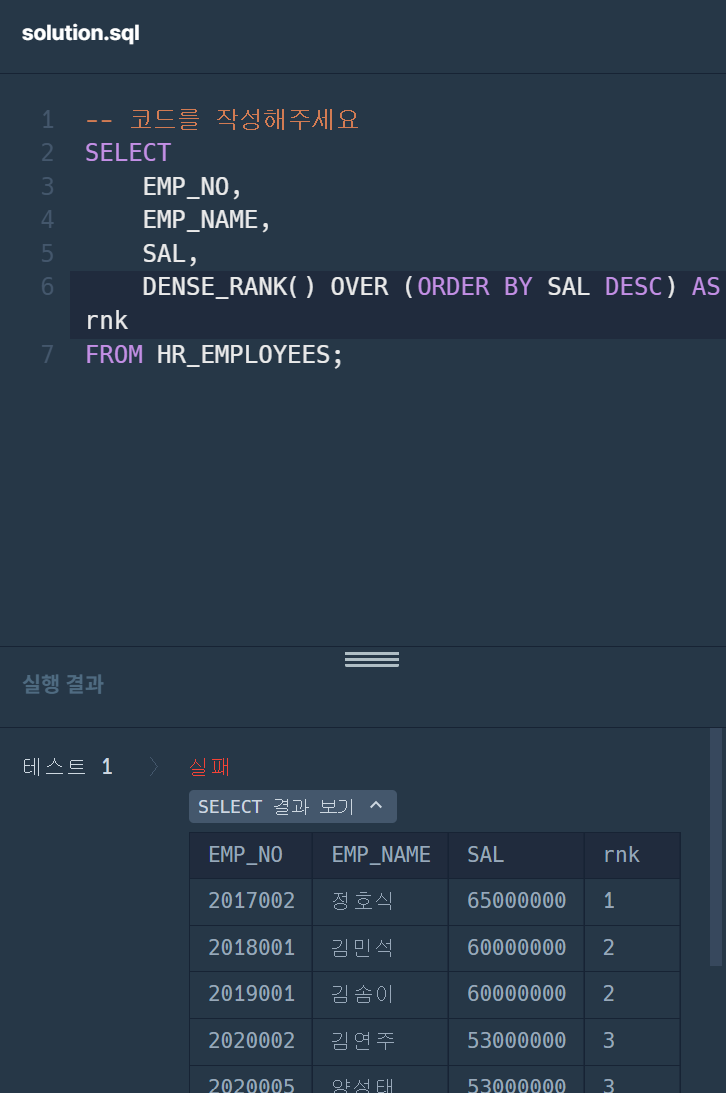 solution.sql
1 -- 코드를 작성해주세요
2 SELECT
3 EMP_NO,
4 EMP_NAME,
5 SAL,
6 DENSE_RANK() OVER (ORDER BY SAL DESC) AS
rnk
7 FROM HR_EMPLOYEES;
실행 결과
테스트 1 〉 실패
SELECT 결과 보기
EMP_NO EMP_NAME SAL rnk
2017002 정호식 65000000 1
2018001 김민석 60000000 2
2019001 김솜이 60000000 2
2020002 김연주 53000000 3
2020005 양성태 53000000 3